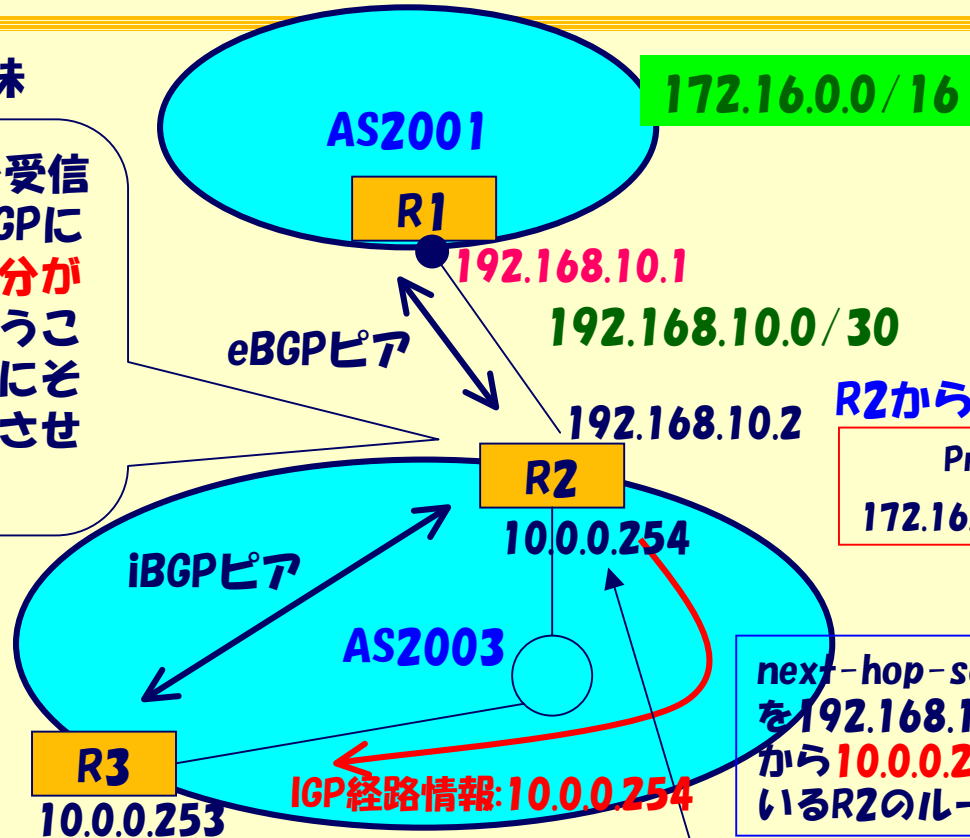 味
172.16.0.0/16
AS2001
受信
GPに
分が
うこ
にそ
させ
R1
192.168.10.1
192.168.10.0/30
eBGPピア
192.168.10.2
R2から
R2
172.16.
10.0.0.254
iBGPピア
AS2003
next-hop-s
を192.168.1
から10.0.0.2
いるR2のルー
R3
IGP経路情報:10.0.0.254
10.0.0.253